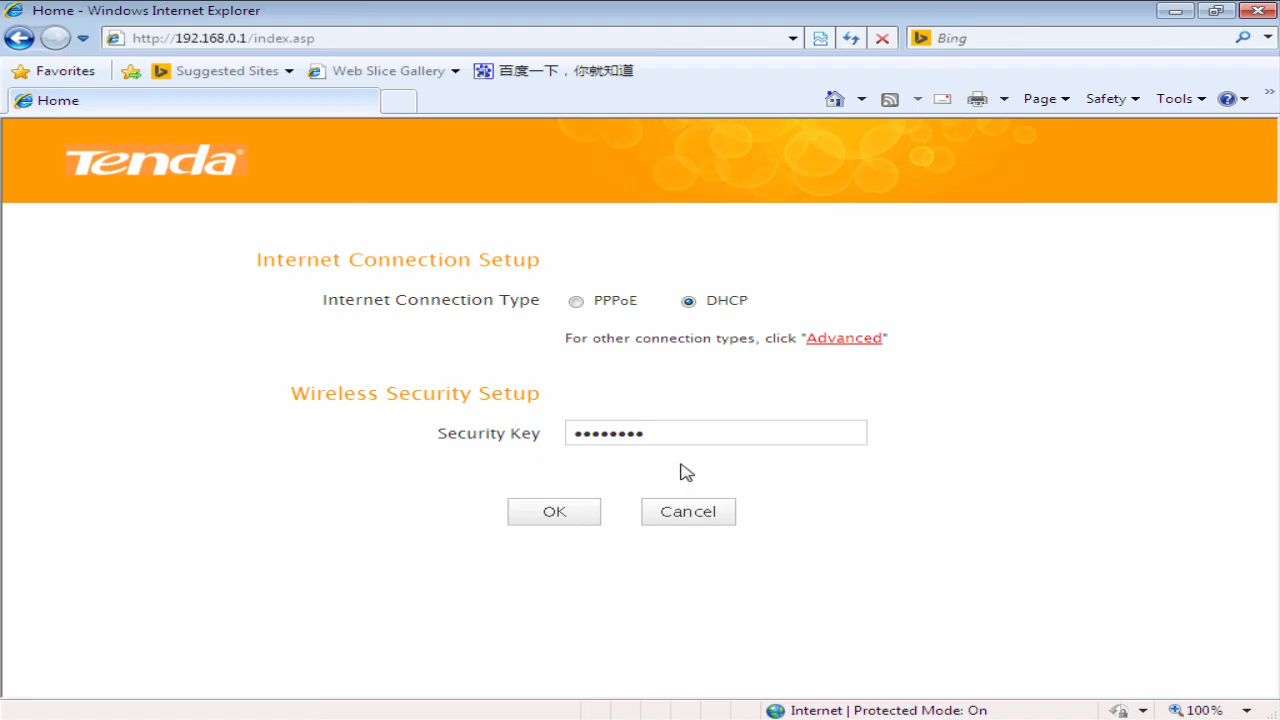 Home - Windows Internet Explorer
http://192.168.0.1/index.asp
Bing
Favorites Suggested Sites Web Slice Gallery 百度一下，你就知道
Home
Page Safety Tools
Tenda
Internet Connection Setup
Internet Connection Type PPPoE DHCP
For other connection types, click "Advanced"
Wireless Security Setup
Security Key ••••••••
OK Cancel
Internet | Protected Mode: On 100%